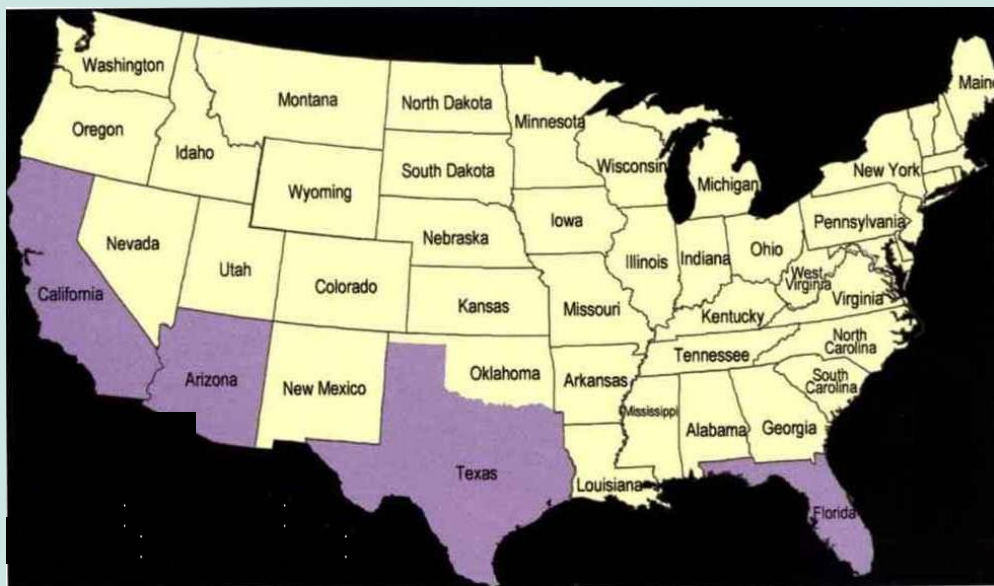 Washington
Montana
North Dakota
Minnesota
Maine
Oregon
Idaho
South Dakota
Wisconsin
Michigan
New York
Wyoming
Iowa
Pennsylvania
Nevada
Utah
Colorado
Nebraska
Illinois
Indiana
Ohio
West
Virginia
California
Kansas
Missouri
Kentucky
Virginia
Arizona
New Mexico
Oklahoma
Arkansas
Tennessee
North
Carolina
South
Carolina
Mississippi
Alabama
Georgia
Texas
Louisiana
Florida